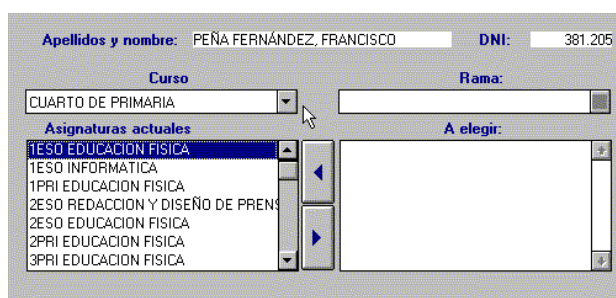 Apellidos y nombre: PEÑA FERNÁNDEZ, FRANCISCO DNI: 381.205
Curso Rama:
CUARTO DE PRIMARIA
Asignaturas actuales A elegir:
1ESO EDUCACION FISICA
1ESO INFORMATICA
1PRI EDUCACION FISICA
2ESO REDACCION Y DISEÑO DE PRENS
2ESO EDUCACION FISICA
2PRI EDUCACION FISICA
3PRI EDUCACION FISICA